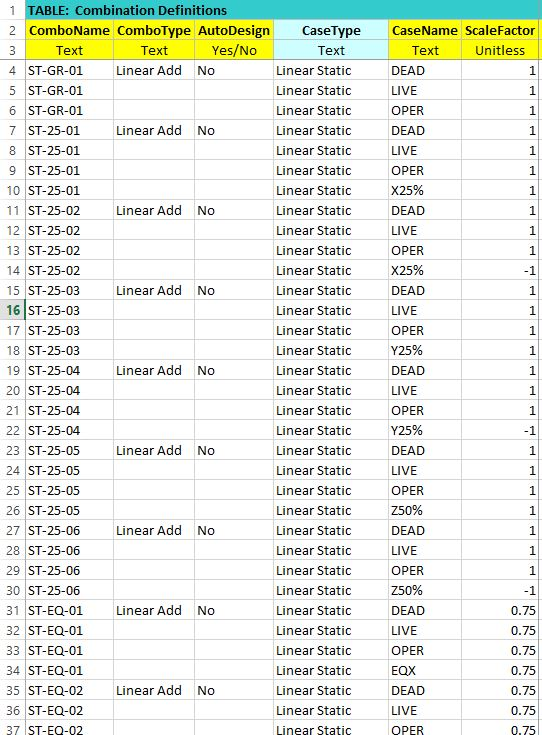 1 TABLE: Combination Definitions
2 ComboName ComboType AutoDesign CaseType CaseName ScaleFactor
3 Text Text Yes/No Text Text Unitless
4 ST-GR-01 Linear Add No Linear Static DEAD 1
5 ST-GR-01 Linear Static LIVE 1
6 ST-GR-01 Linear Static OPER 1
7 ST-25-01 Linear Add No Linear Static DEAD 1
8 ST-25-01 Linear Static LIVE 1
9 ST-25-01 Linear Static OPER 1
10 ST-25-01 Linear Static X25% 1
11 ST-25-02 Linear Add No Linear Static DEAD 1
12 ST-25-02 Linear Static LIVE 1
13 ST-25-02 Linear Static OPER 1
14 ST-25-02 Linear Static X25% -1
15 ST-25-03 Linear Add No Linear Static DEAD 1
16 ST-25-03 Linear Static LIVE 1
17 ST-25-03 Linear Static OPER 1
18 ST-25-03 Linear Static Y25% 1
19 ST-25-04 Linear Add No Linear Static DEAD 1
20 ST-25-04 Linear Static LIVE 1
21 ST-25-04 Linear Static OPER 1
22 ST-25-04 Linear Static Y25% -1
23 ST-25-05 Linear Add No Linear Static DEAD 1
24 ST-25-05 Linear Static LIVE 1
25 ST-25-05 Linear Static OPER 1
26 ST-25-05 Linear Static Z50% 1
27 ST-25-06 Linear Add No Linear Static DEAD 1
28 ST-25-06 Linear Static LIVE 1
29 ST-25-06 Linear Static OPER 1
30 ST-25-06 Linear Static Z50% -1
31 ST-EQ-01 Linear Add No Linear Static DEAD 0.75
32 ST-EQ-01 Linear Static LIVE 0.75
33 ST-EQ-01 Linear Static OPER 0.75
34 ST-EQ-01 Linear Static EQX 0.75
35 ST-EQ-02 Linear Add No Linear Static DEAD 0.75
36 ST-EQ-02 Linear Static LIVE 0.75
37 ST-EQ-02 Linear Static OPER 0.75